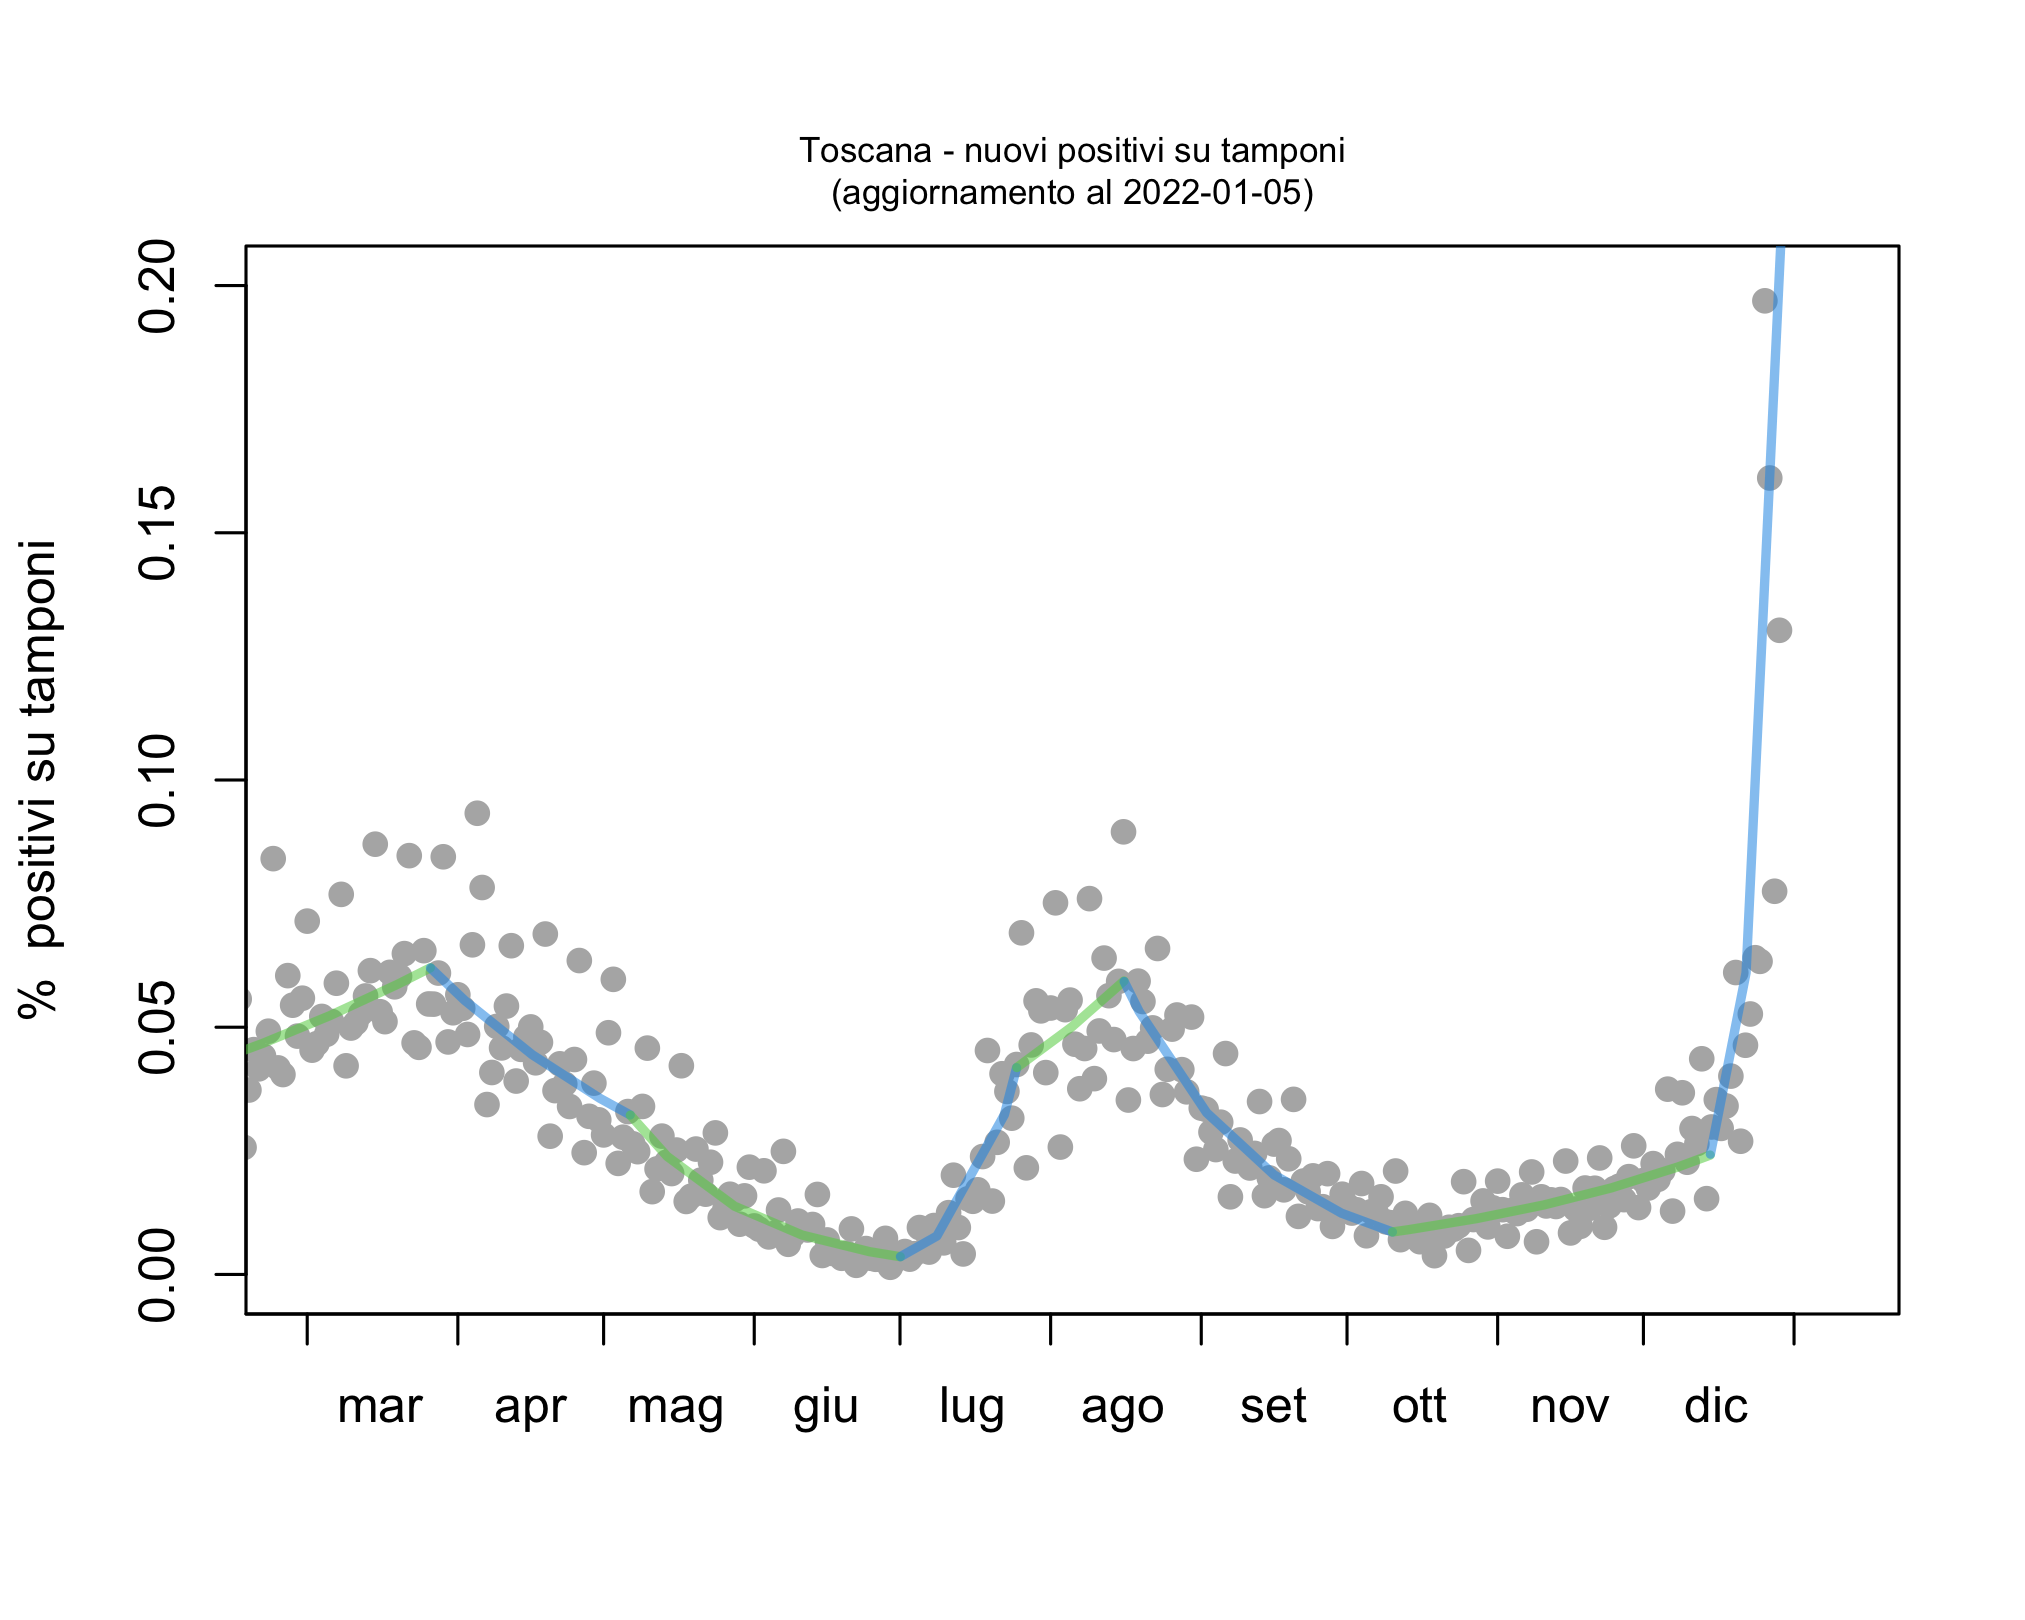 Toscana - nuovi positivi su tamponi
(aggiornamento al 2022-01-05)
% positivi su tamponi
0.20
0.15
0.10
0.05
0.00
mar apr mag giu lug ago set ott nov dic